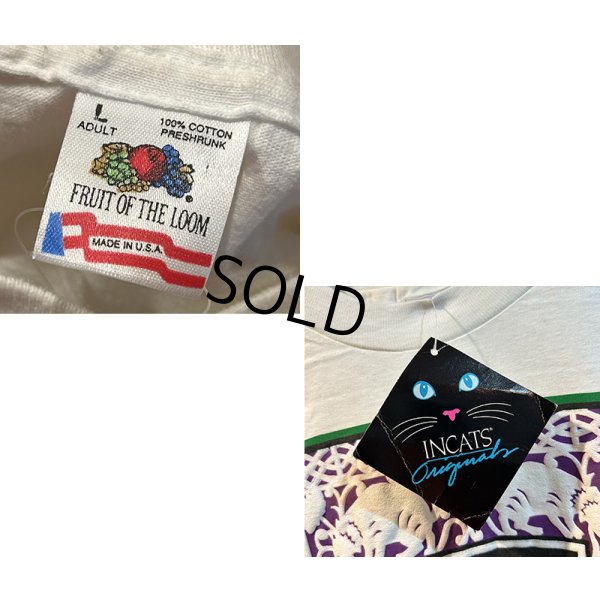 L
ADULT
100% COTTON
PRESHRUNK
FRUIT OF THE LOOM
®
MADE IN U.S.A.
SOLD
INCATS®
Originals